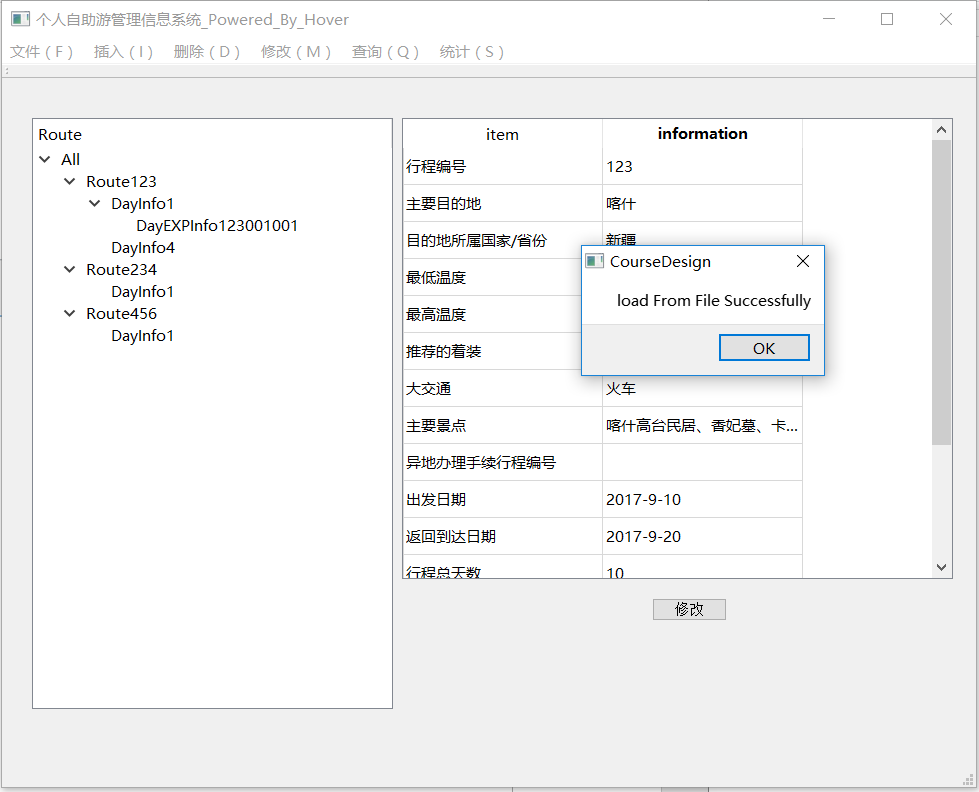 个人自助游管理信息系统_Powered_By_Hover
文件 ( F ) 插入 ( I ) 删除 ( D ) 修改 ( M ) 查询 ( Q ) 统计 ( S )
Route
All
Route123
DayInfo1
DayEXPInfo123001001
DayInfo4
Route234
DayInfo1
Route456
DayInfo1
item information
行程编号 123
主要目的地 喀什
目的地所属国家/省份 新疆
最低温度
最高温度
推荐的着装
大交通 火车
主要景点 喀什高台民居、香妃墓、卡...
异地办理手续行程编号
出发日期 2017-9-10
返回到达日期 2017-9-20
行程总天数 10
修改
CourseDesign
load From File Successfully
OK